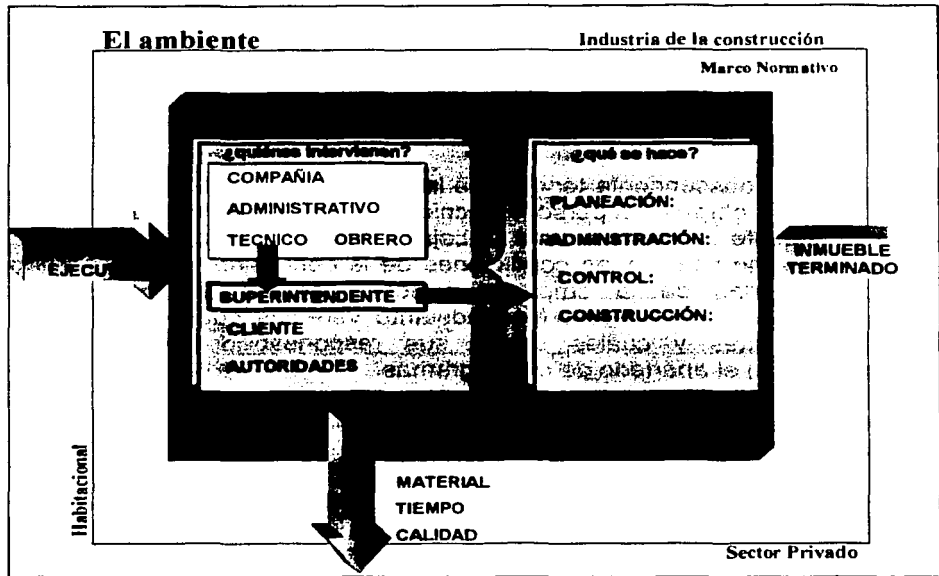 El ambiente
Industria de la construcción
Marco Normativo
¿quiénes intervienen?
COMPAÑIA
ADMINISTRATIVO
TECNICO OBRERO
SUPERINTENDENTE
CLIENTE
AUTORIDADES
¿qué se hace?
PLANEACIÓN:
ADMINSTRACIÓN:
CONTROL:
CONSTRUCCIÓN:
INMUEBLE
TERMINADO
MATERIAL
TIEMPO
CALIDAD
Habitacional
Sector Privado